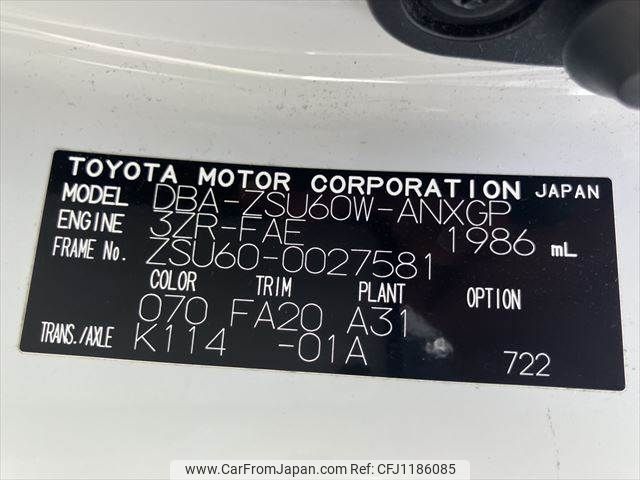 TOYOTA MOTOR CORPORATION JAPAN
MODEL DBA-ZSU60W-ANXGP
ENGINE 3ZR-FAE 1986 mL
FRAME No. ZSU60-0027581
COLOR TRIM PLANT OPTION
070 FA20 A31
TRANS./AXLE K114 -01A
722
www.CarFromJapan.com - CFJ1186085